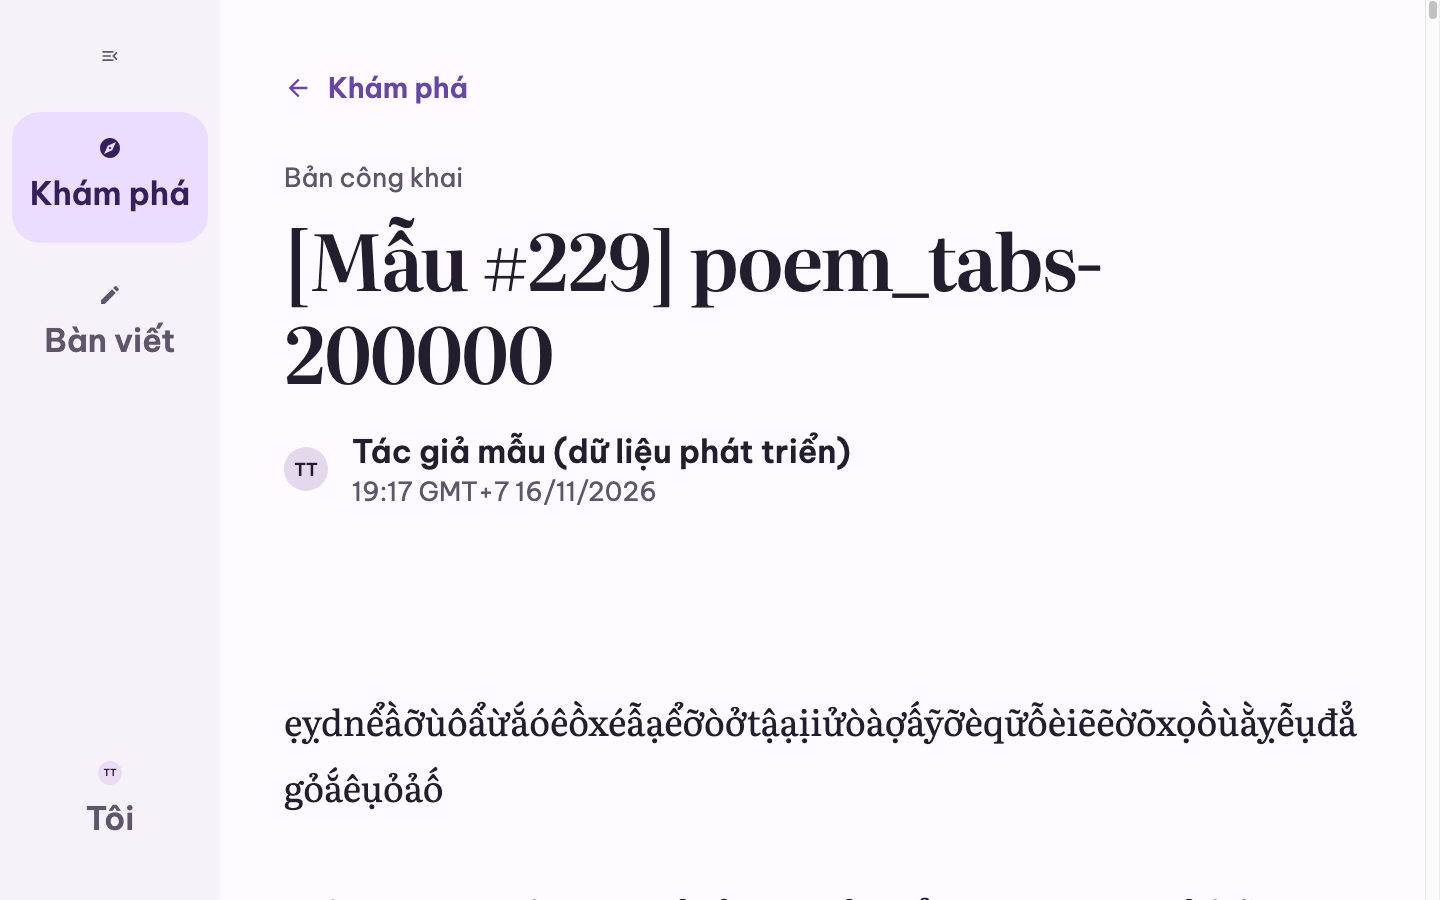 Khám phá
Bàn viết
TT
Tôi
Khám phá
Bản công khai
[Mẫu #229] poem_tabs-
200000
TT
Tác giả mẫu (dữ liệu phát triển)
19:17 GMT+7 16/11/2026
ẹỵdnểầỡùôẩừắóêồxéẫạểỡòởtậạịiửòàợấỹỡèqữỗèiẽẽờõxọồùằyễụđẳ
gỏắêụỏảố